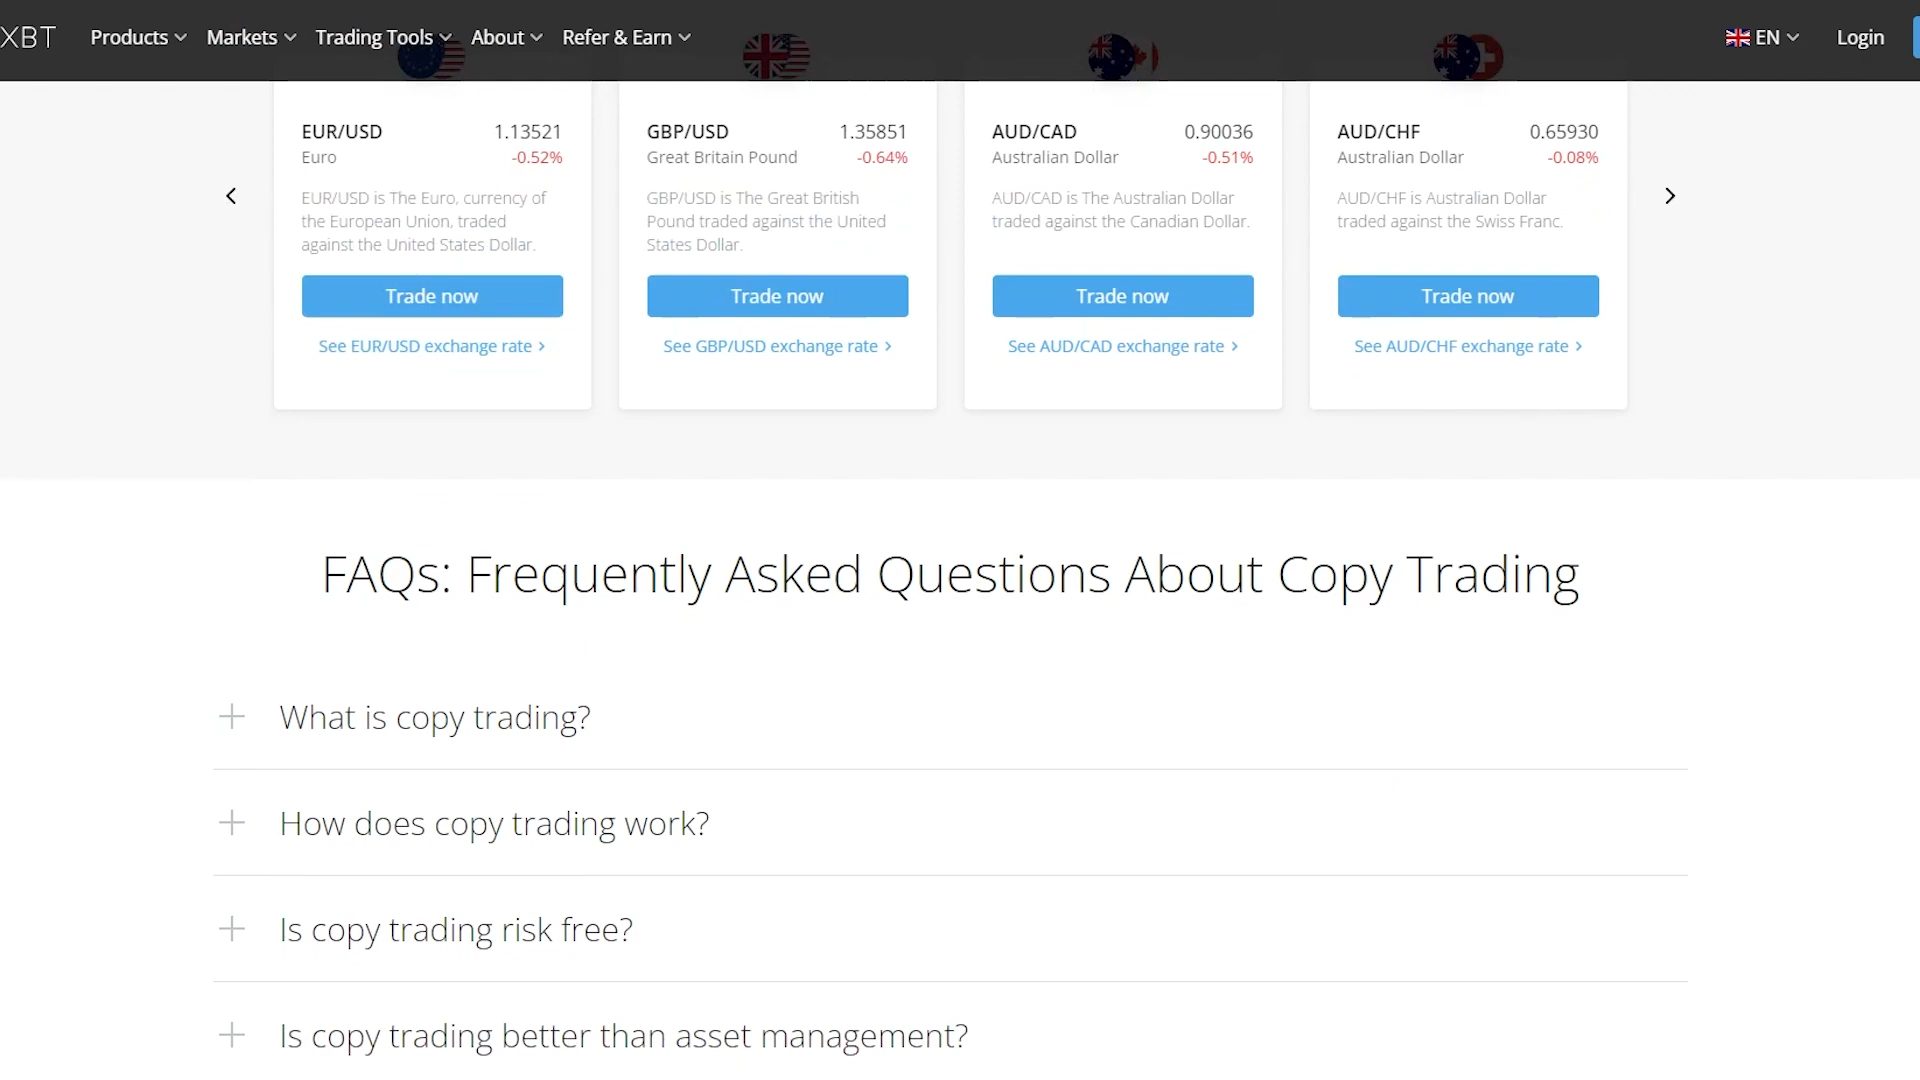 XBT Products Markets Trading Tools About Refer & Earn EN Login
EUR/USD 1.13521
Euro -0.52%
EUR/USD is The Euro, currency of
the European Union, traded
against the United States Dollar.
Trade now
See EUR/USD exchange rate
GBP/USD 1.35851
Great Britain Pound -0.64%
GBP/USD is The Great British
Pound traded against the United
States Dollar.
Trade now
See GBP/USD exchange rate
AUD/CAD 0.90036
Australian Dollar -0.51%
AUD/CAD is The Australian Dollar
traded against the Canadian Dollar.
Trade now
See AUD/CAD exchange rate
AUD/CHF 0.65930
Australian Dollar -0.08%
AUD/CHF is Australian Dollar
traded against the Swiss Franc.
Trade now
See AUD/CHF exchange rate
FAQs: Frequently Asked Questions About Copy Trading
What is copy trading?
How does copy trading work?
Is copy trading risk free?
Is copy trading better than asset management?